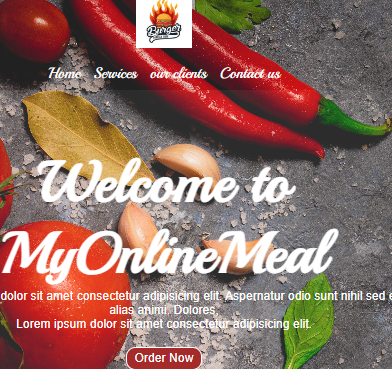 Burger
Home Services our clients Contact us
Welcome to
MyOnlineMeal
dolor sit amet consectetur adipisicing elit. Aspernatur odio sunt nihil sed e
alias animi. Dolores
Lorem ipsum dolor sit amet consectetur adipisicing elit.
Order Now